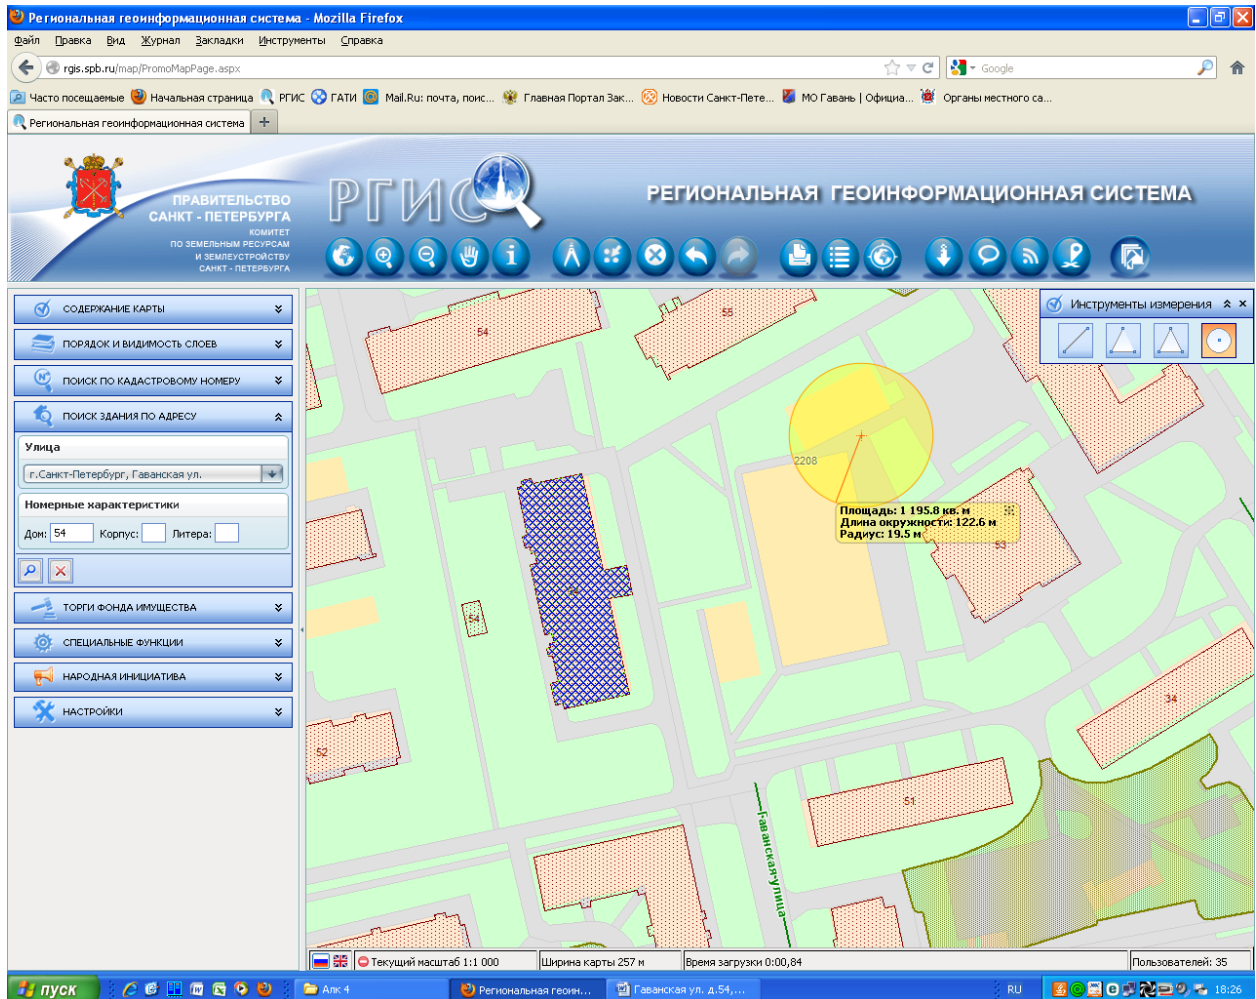 Региональная геоинформационная система - Mozilla Firefox
Файл Правка Вид Журнал Закладки Инструменты Справка
rgis.spb.ru/map/PromoMapPage.aspx
Google
Часто посещаемые Начальная страница РГИС ГАТИ Mail.Ru: почта, поис... Главная Портал Зак... Новости Санкт-Пете... МО Гавань | Официа... Органы местного са...
Региональная геоинформационная система
ПРАВИТЕЛЬСТВО
САНКТ - ПЕТЕРБУРГА
КОМИТЕТ
ПО ЗЕМЕЛЬНЫМ РЕСУРСАМ
И ЗЕМЛЕУСТРОЙСТВУ
САНКТ - ПЕТЕРБУРГА
РГИС
РЕГИОНАЛЬНАЯ ГЕОИНФОРМАЦИОННАЯ СИСТЕМА
СОДЕРЖАНИЕ КАРТЫ
ПОРЯДОК И ВИДИМОСТЬ СЛОЕВ
ПОИСК ПО КАДАСТРОВОМУ НОМЕРУ
ПОИСК ЗДАНИЯ ПО АДРЕСУ
Улица
г.Санкт-Петербург, Гаванская ул.
Номерные характеристики
Дом: 54 Корпус: Литера:
ТОРГИ ФОНДА ИМУЩЕСТВА
СПЕЦИАЛЬНЫЕ ФУНКЦИИ
НАРОДНАЯ ИНИЦИАТИВА
НАСТРОЙКИ
Инструменты измерения
54
55
2208
Площадь: 1 195.8 кв. м
Длина окружности: 122.6 м
Радиус: 19.5 м
53
54
34
52
51
Гаванская улица
Текущий масштаб 1:1 000
Ширина карты 257 м
Время загрузки 0:00,84
Пользователей: 35
пуск
Алк 4
Региональная геоин...
Гаванская ул. д.54,...
RU
18:26